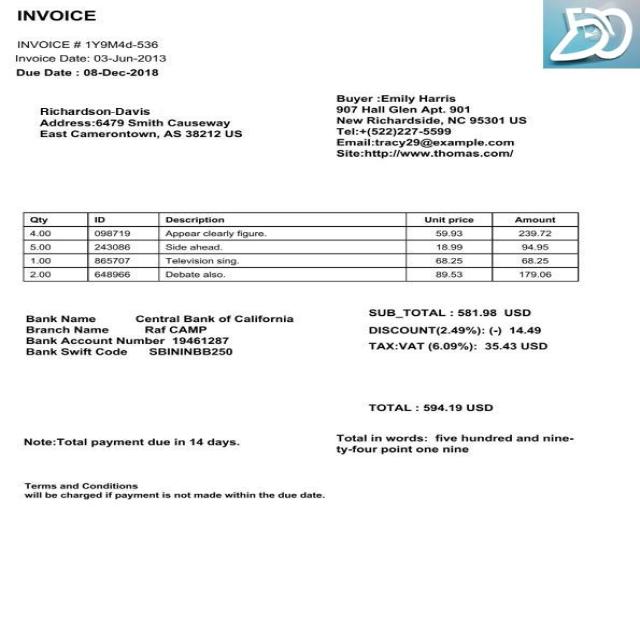 INVOICE
INVOICE # 1Y9M4d-536
Invoice Date: 03-Jun-2013
Due Date : 08-Dec-2018
Richardson-Davis
Address:6479 Smith Causeway
East Camerontown, AS 38212 US
Buyer :Emily Harris
907 Hall Glen Apt. 901
New Richardside, NC 95301 US
Tel:+(522)227-5599
Email:tracy29@example.com
Site:http://www.thomas.com/
Qty ID Description Unit price Amount
4.00 098719 Appear clearly figure. 59.93 239.72
5.00 243086 Side ahead. 18.99 94.95
1.00 865707 Television sing. 68.25 68.25
2.00 648966 Debate also. 89.53 179.06
Bank Name Central Bank of California
Branch Name Raf CAMP
Bank Account Number 19461287
Bank Swift Code SBININBB250
SUB_TOTAL : 581.98 USD
DISCOUNT(2.49%): (-) 14.49
TAX:VAT (6.09%): 35.43 USD
TOTAL : 594.19 USD
Note:Total payment due in 14 days.
Total in words: five hundred and nine-
ty-four point one nine
Terms and Conditions
will be charged if payment is not made within the due date.